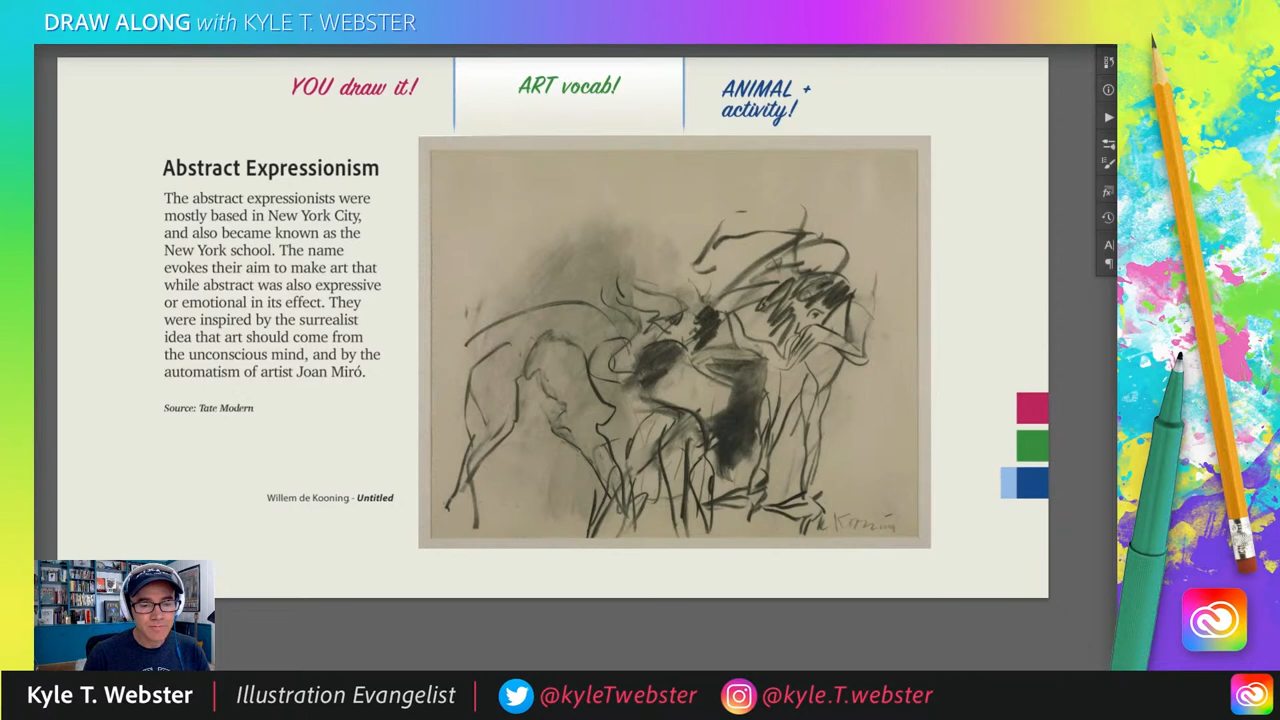 DRAW ALONG with KYLE T. WEBSTER
YOU draw it!
ART vocab!
ANIMAL +
activity!
Abstract Expressionism
The abstract expressionists were
mostly based in New York City,
and also became known as the
New York school. The name
evokes their aim to make art that
while abstract was also expressive
or emotional in its effect. They
were inspired by the surrealist
idea that art should come from
the unconscious mind, and by the
automatism of artist Joan Miró.
Source: Tate Modern
Willem de Kooning - Untitled
de Kooning
Kyle T. Webster | Illustration Evangelist | @kyleTwebster @kyle.T.webster